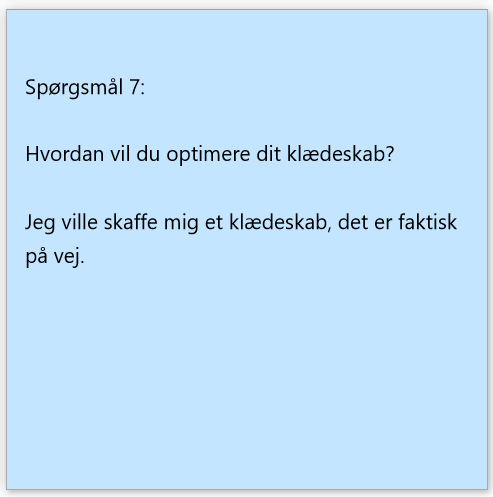 Spørgsmål 7:
Hvordan vil du optimere dit klædeskab?
Jeg ville skaffe mig et klædeskab, det er faktisk
på vej.